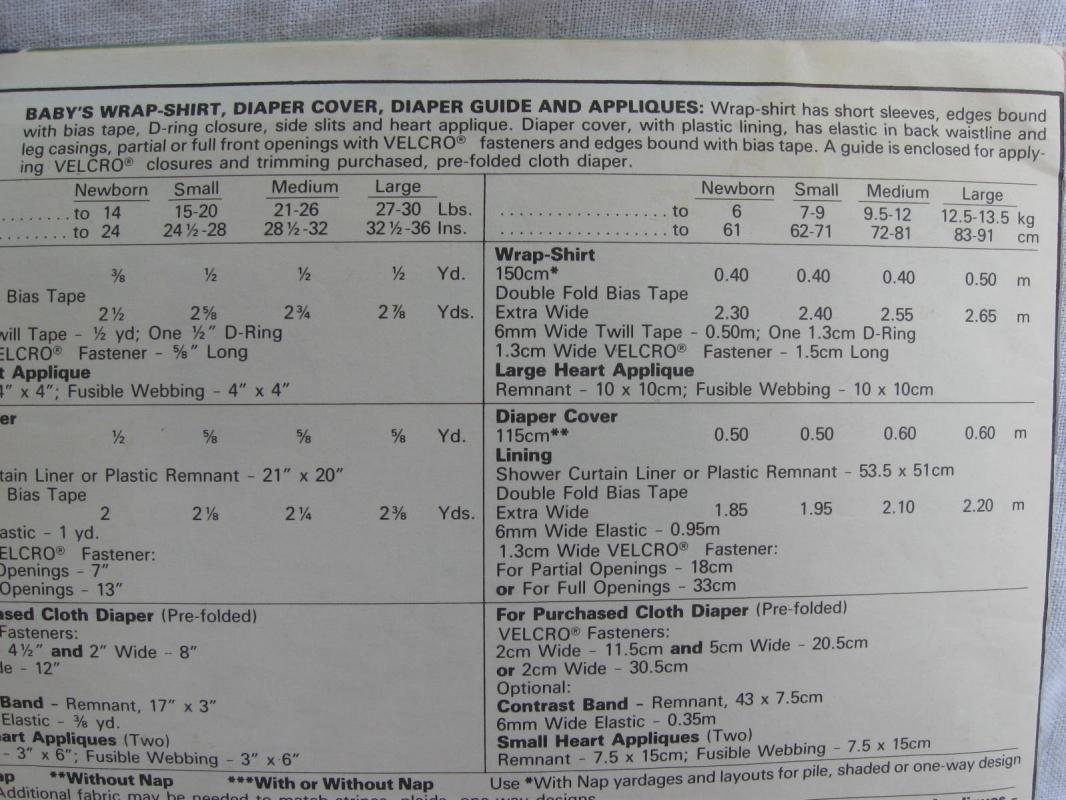 BABY'S WRAP-SHIRT, DIAPER COVER, DIAPER GUIDE AND APPLIQUES: Wrap-shirt has short sleeves, edges bound
with bias tape, D-ring closure, side slits and heart applique. Diaper cover, with plastic lining, has elastic in back waistline and
leg casings, partial or full front openings with VELCRO® fasteners and edges bound with bias tape. A guide is enclosed for apply-
ing VELCRO® closures and trimming purchased, pre-folded cloth diaper.
Newborn Small Medium Large
........to 14 15-20 21-26 27-30 Lbs.
........to 24 24½-28 28½-32 32½-36 Ins.
⅜ ½ ½ ½ Yd.
Bias Tape
2½ 2⅝ 2¾ 2⅞ Yds.
will Tape - ½ yd; One ½" D-Ring
ELCRO® Fastener - ⅝" Long
t Applique
4" x 4"; Fusible Webbing - 4" x 4"
er
½ ⅝ ⅝ ⅝ Yd.
tain Liner or Plastic Remnant - 21" x 20"
Bias Tape
2 2⅛ 2¼ 2⅜ Yds.
astic - 1 yd.
ELCRO® Fastener:
Openings - 7"
Openings - 13"
ased Cloth Diaper (Pre-folded)
Fasteners:
4½" and 2" Wide - 8"
de - 12"
Band - Remnant, 17" x 3"
Elastic - ⅜ yd.
art Appliques (Two)
- 3" x 6"; Fusible Webbing - 3" x 6"
Newborn Small Medium Large
....................to 6 7-9 9.5-12 12.5-13.5 kg
....................to 61 62-71 72-81 83-91 cm
Wrap-Shirt
150cm* 0.40 0.40 0.40 0.50 m
Double Fold Bias Tape
Extra Wide 2.30 2.40 2.55 2.65 m
6mm Wide Twill Tape - 0.50m; One 1.3cm D-Ring
1.3cm Wide VELCRO® Fastener - 1.5cm Long
Large Heart Applique
Remnant - 10 x 10cm; Fusible Webbing - 10 x 10cm
Diaper Cover
115cm** 0.50 0.50 0.60 0.60 m
Lining
Shower Curtain Liner or Plastic Remnant - 53.5 x 51cm
Double Fold Bias Tape
Extra Wide 1.85 1.95 2.10 2.20 m
6mm Wide Elastic - 0.95m
1.3cm Wide VELCRO® Fastener:
For Partial Openings - 18cm
or For Full Openings - 33cm
For Purchased Cloth Diaper (Pre-folded)
VELCRO® Fasteners:
2cm Wide - 11.5cm and 5cm Wide - 20.5cm
or 2cm Wide - 30.5cm
Optional:
Contrast Band - Remnant, 43 x 7.5cm
6mm Wide Elastic - 0.35m
Small Heart Appliques (Two)
Remnant - 7.5 x 15cm; Fusible Webbing - 7.5 x 15cm
ap **Without Nap ***With or Without Nap Use *With Nap yardages and layouts for pile, shaded or one-way design
Additional fabric may be needed to match stripes, plaids, one-way designs.